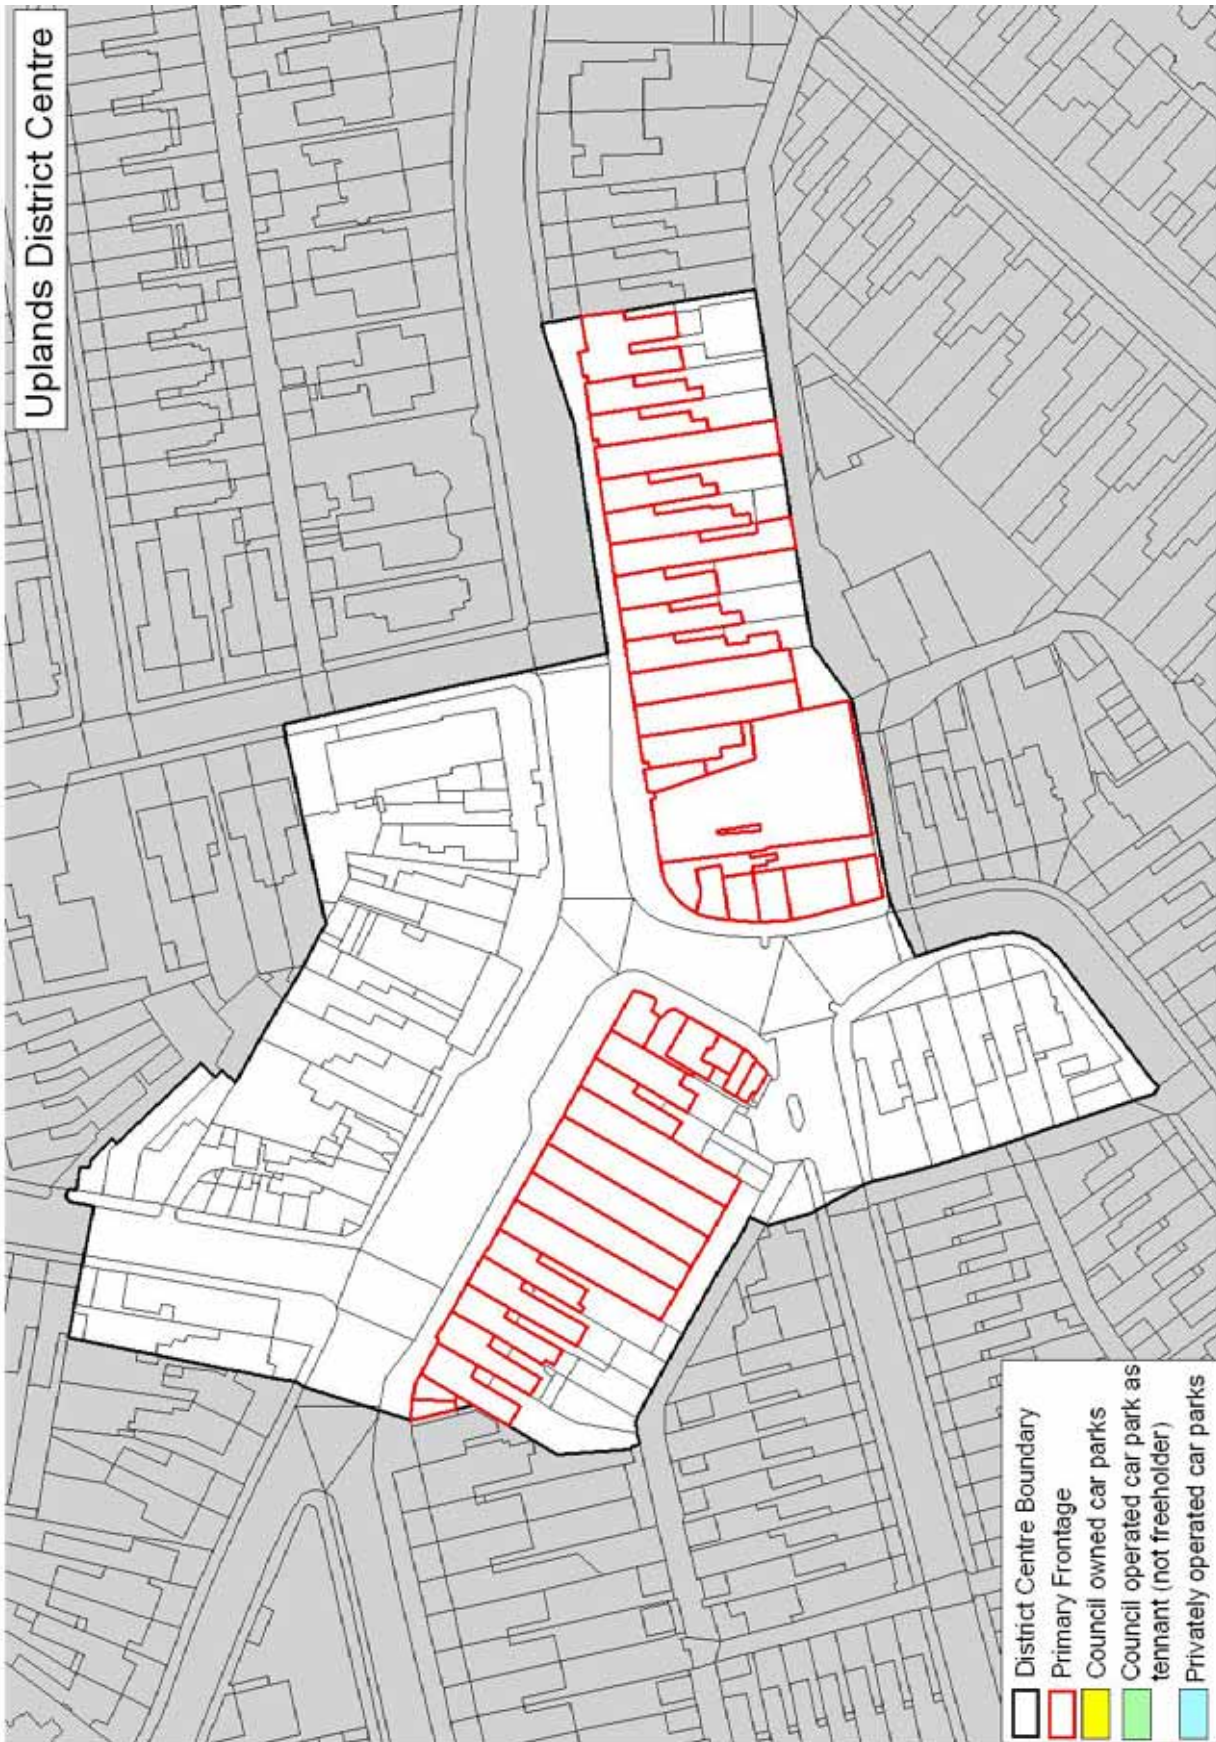 Uplands District Centre
District Centre Boundary
Primary Frontage
Council owned car parks
Council operated car park as
tennant (not freeholder)
Privately operated car parks